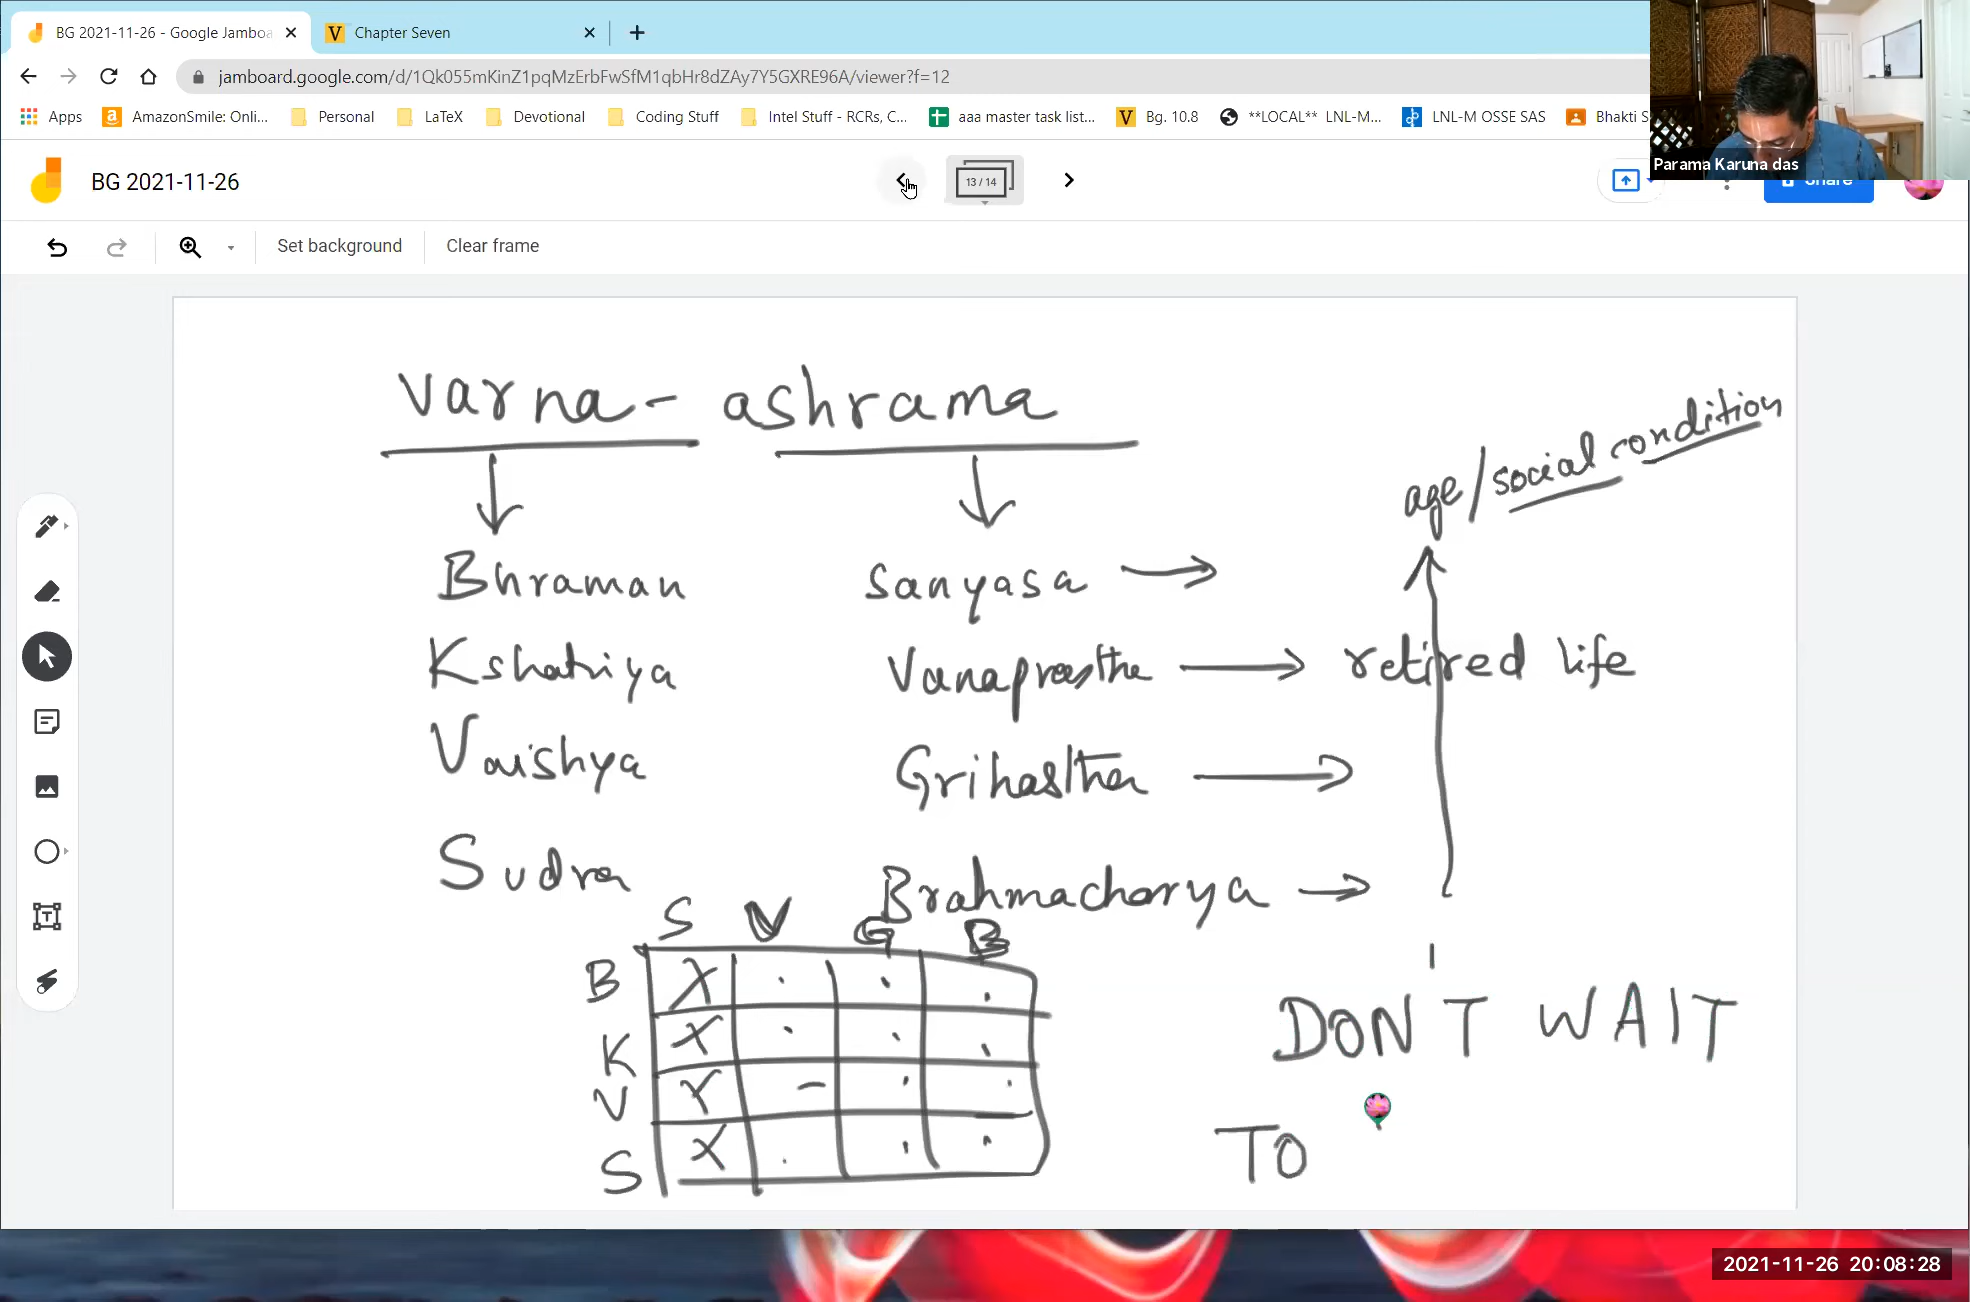 BG 2021-11-26 - Google Jamboa
Chapter Seven
jamboard.google.com/d/1Qk055mKinZ1pqMzErbFwSfM1qbHr8dZAy7Y5GXRE96A/viewer?f=12
Apps AmazonSmile: Onli... Personal LaTeX Devotional Coding Stuff Intel Stuff - RCRs, C... aaa master task list... V Bg. 10.8 **LOCAL** LNL-M... LNL-M OSSE SAS Bhakti S
Parama Karuna das
BG 2021-11-26
13 / 14
Share
Set background Clear frame
varna - ashrama
age/social condition
Bhraman Sanyasa
Kshatriya Vanaprastha retired life
Vaishya Grihastha
Sudra Brahmacharya
S V G B
B X . . .
K X . . .
V X - . .
S X . . .
DON'T WAIT
TO
2021-11-26 20:08:28